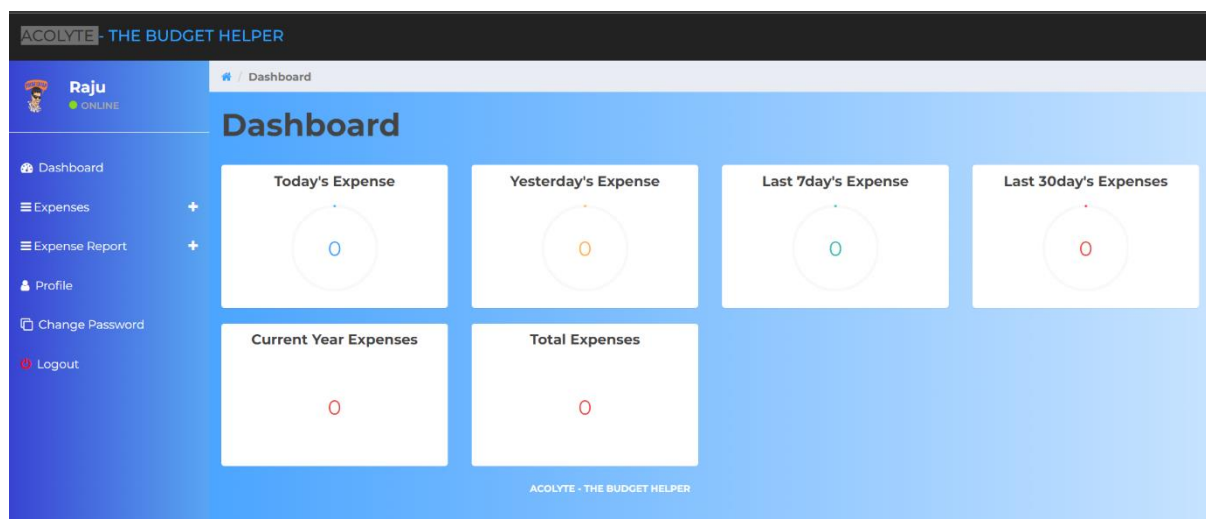 ACOLYTE - THE BUDGET HELPER
Raju
ONLINE
Dashboard
Expenses
Expense Report
Profile
Change Password
Logout
/ Dashboard
Dashboard
Today's Expense
0
Yesterday's Expense
0
Last 7day's Expense
0
Last 30day's Expenses
0
Current Year Expenses
0
Total Expenses
0
ACOLYTE - THE BUDGET HELPER